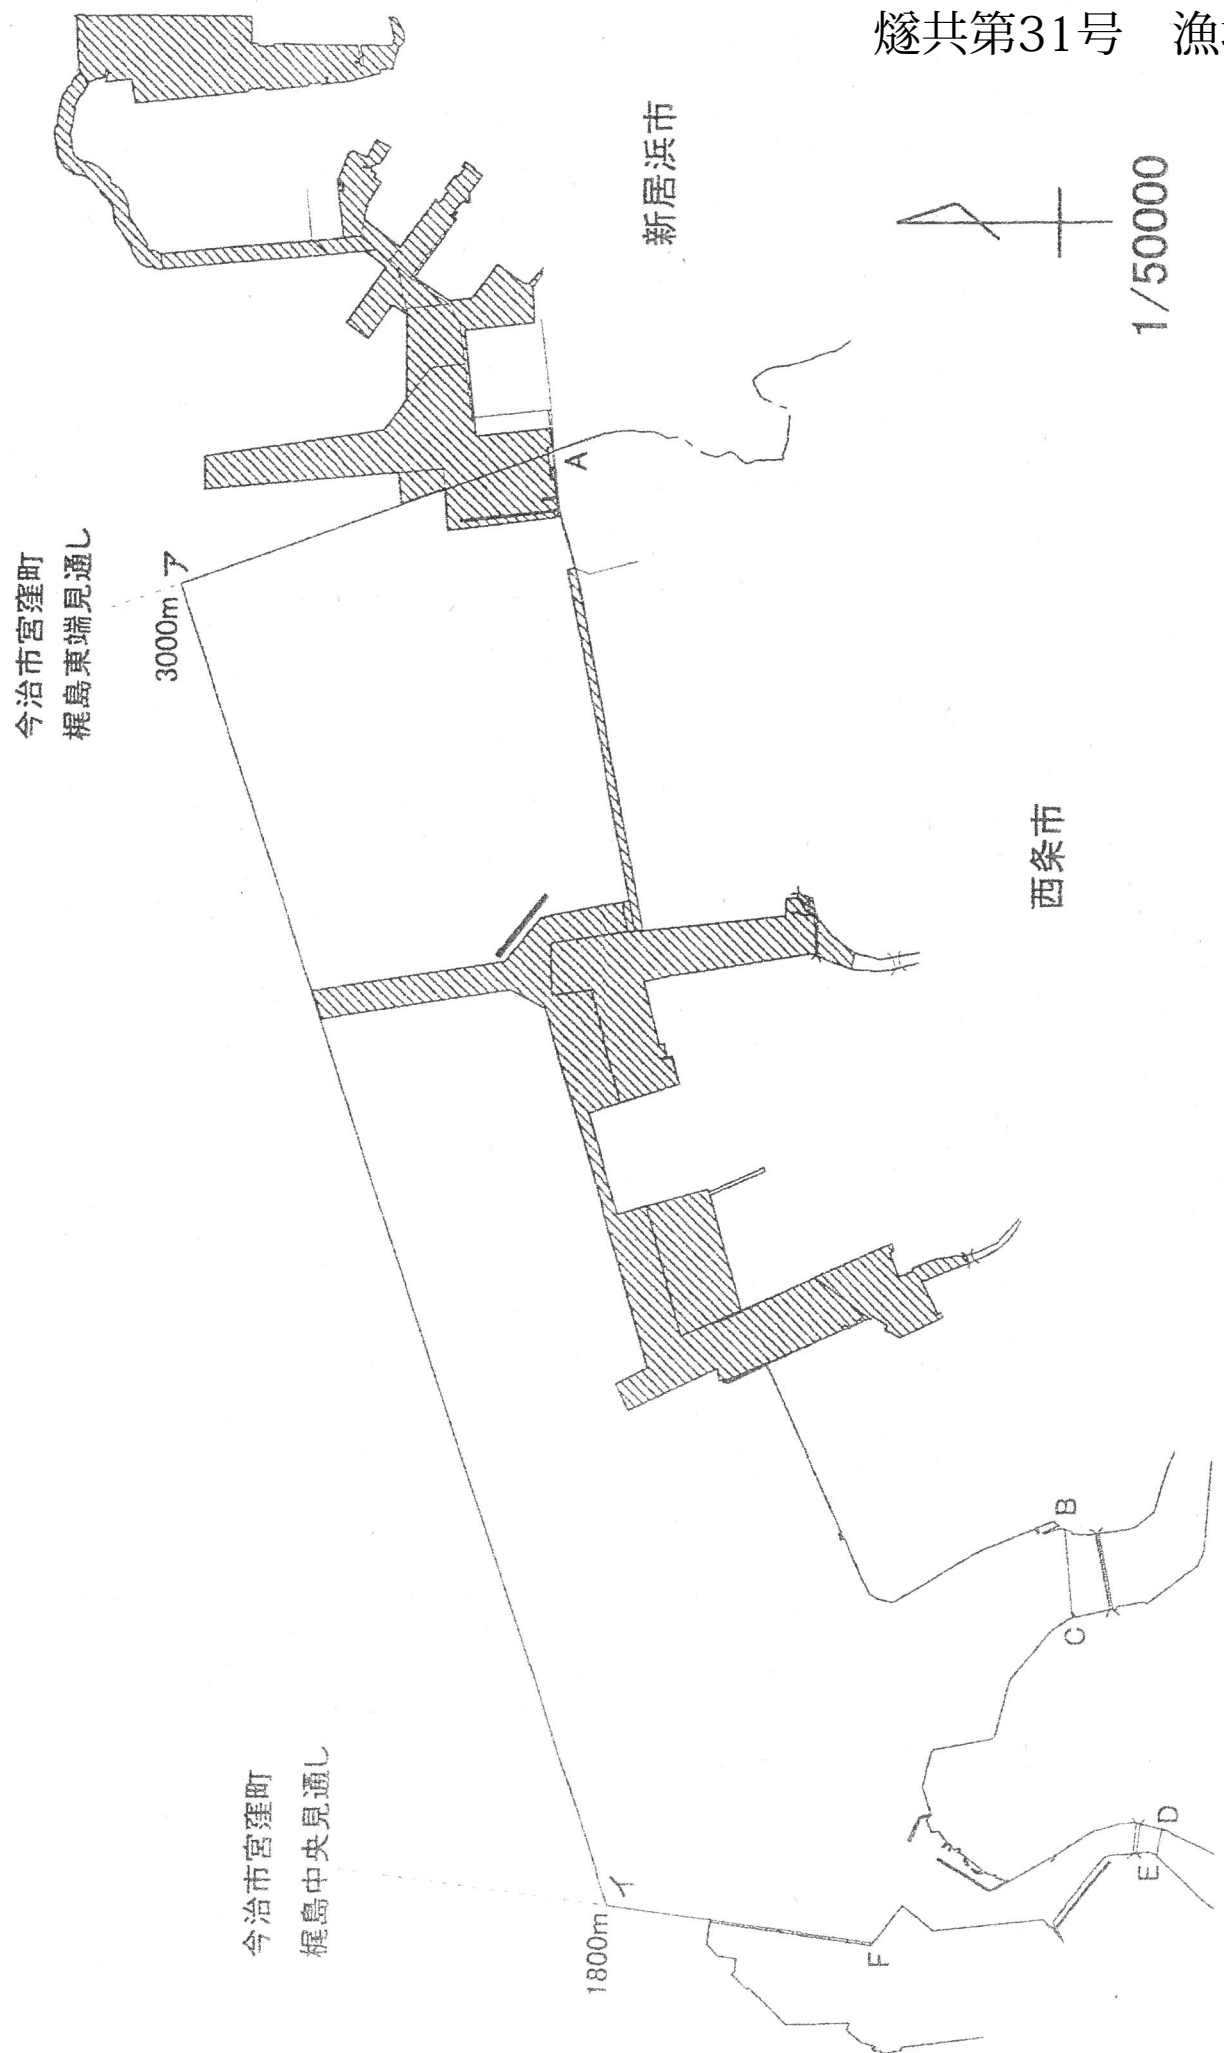 燧共第31号　漁
今治市宮窪町
梶島東端見通し
3000m ア
新居浜市
A
1/50000
西条市
今治市宮窪町
梶島中央見通し
1800m イ
B
C
D
E
F